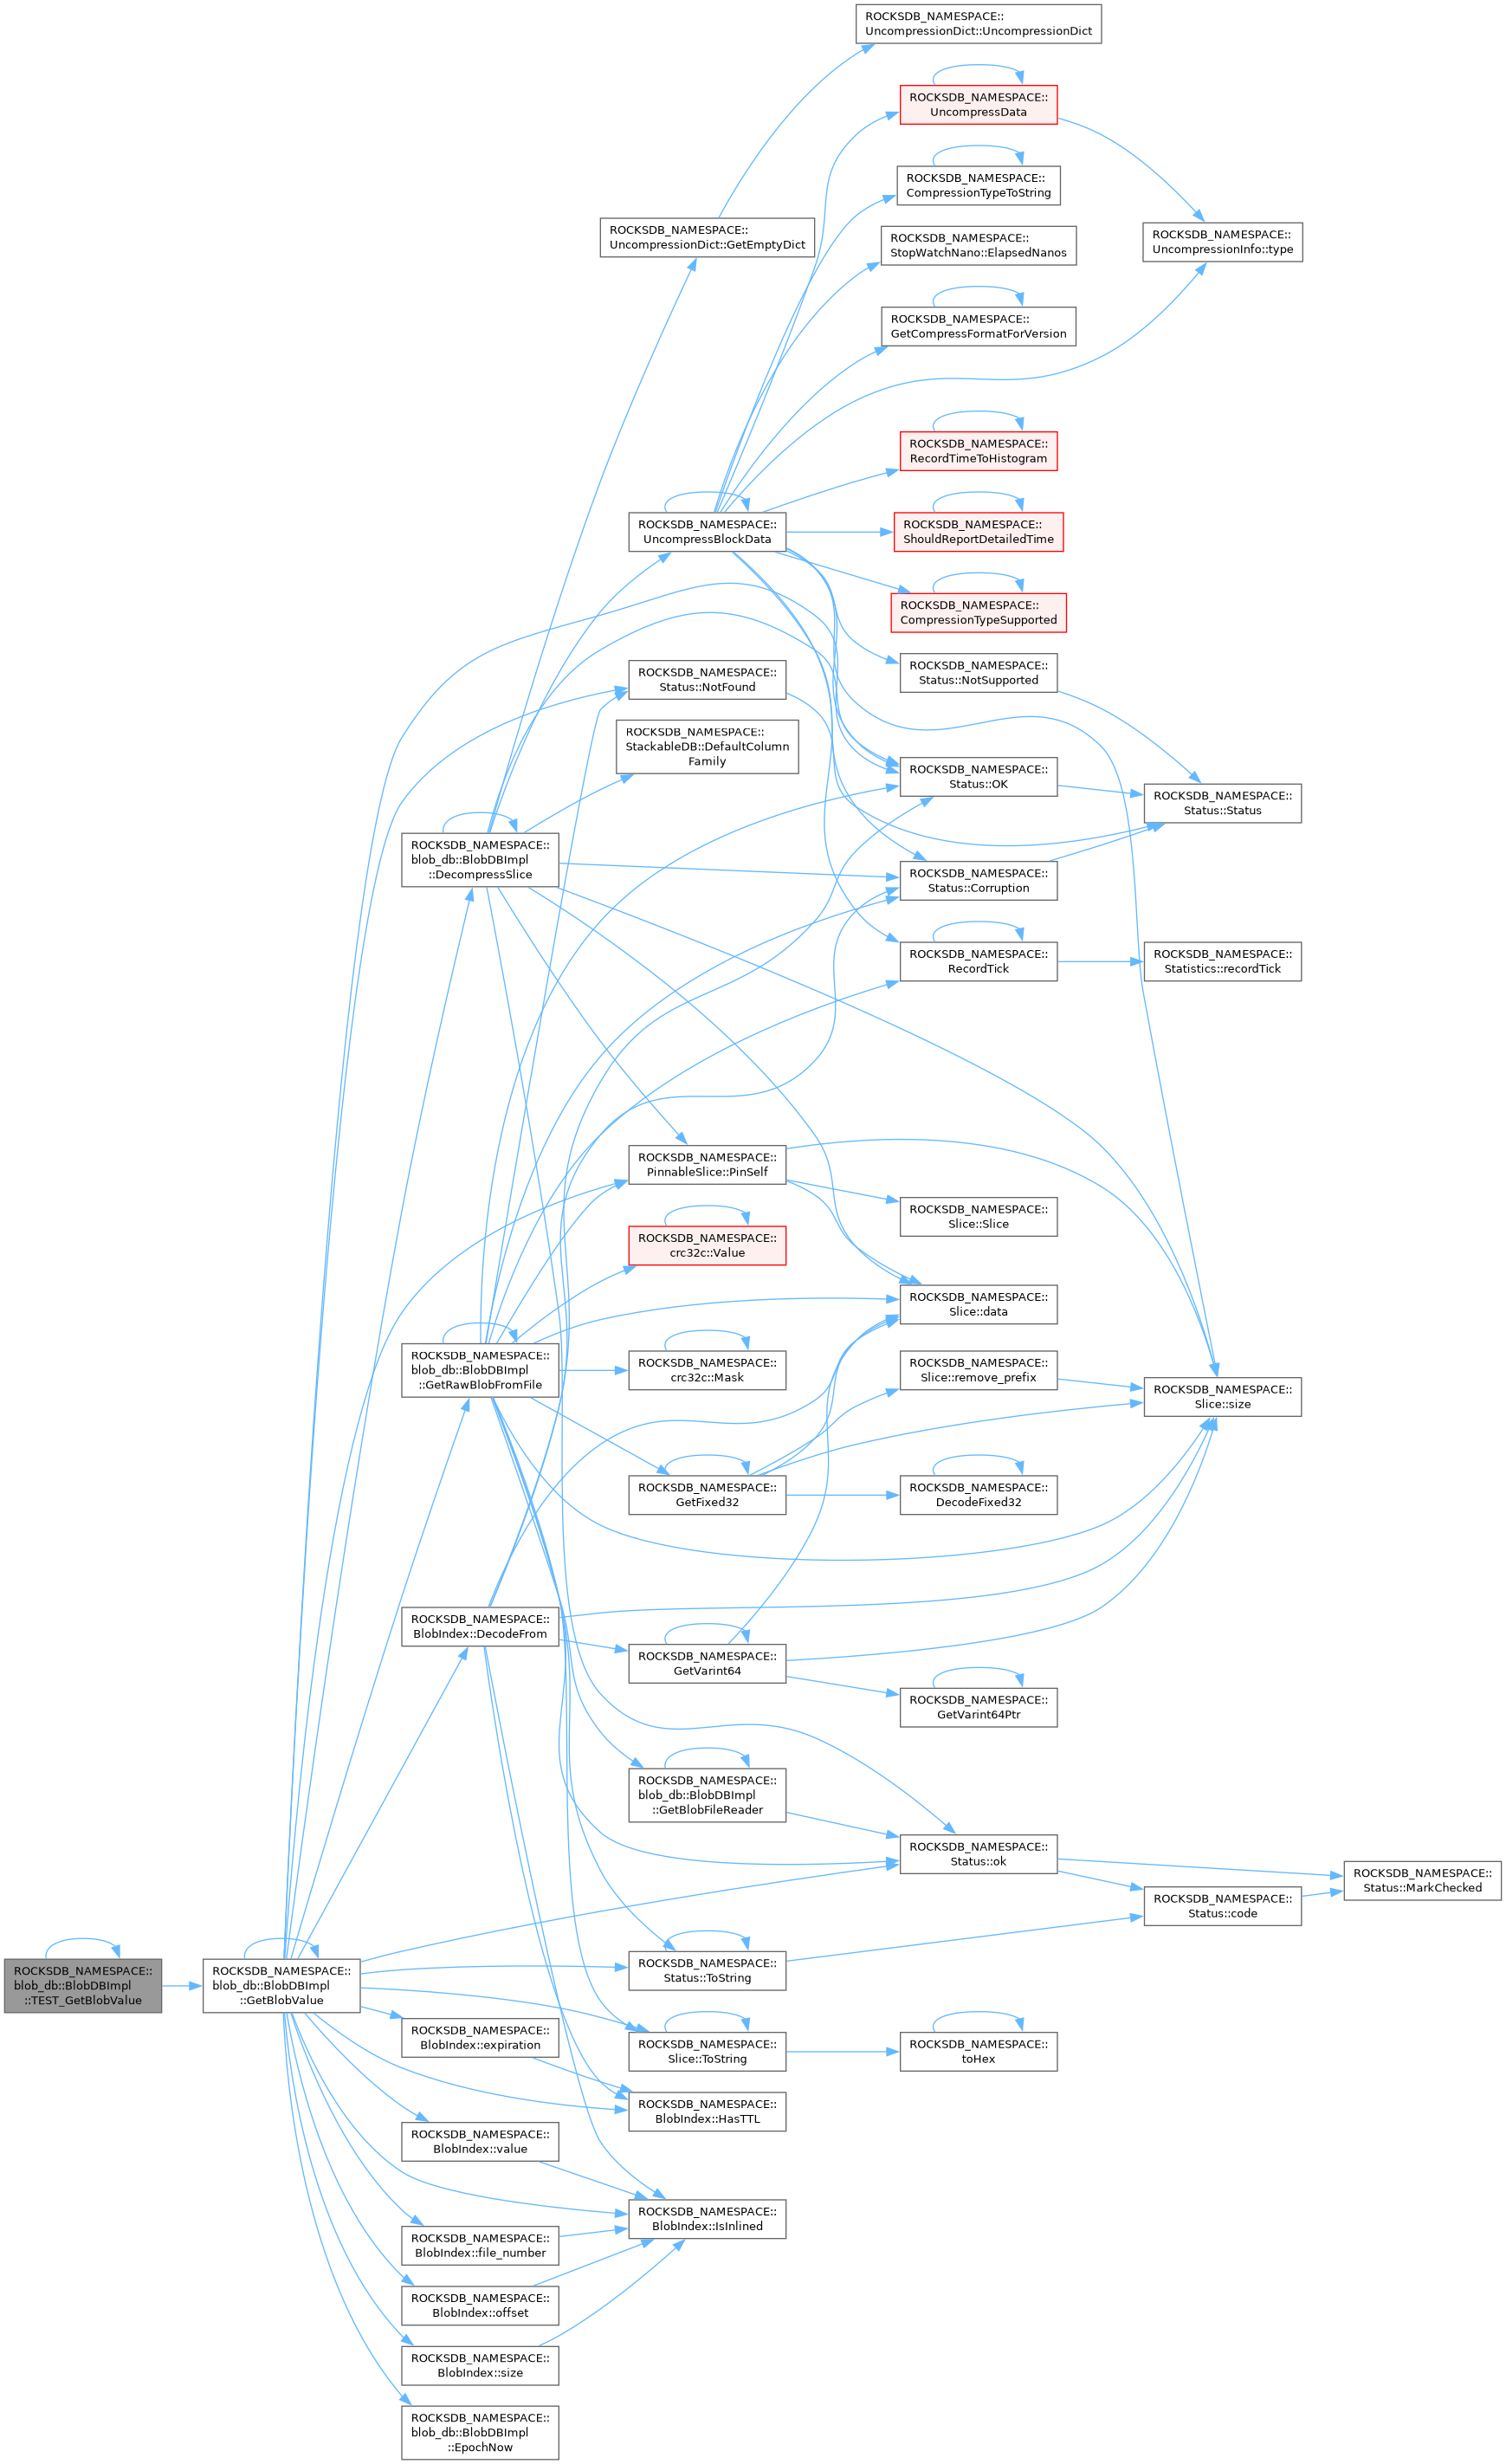 ROCKSDB_NAMESPACE::
UncompressionDict::UncompressionDict
ROCKSDB_NAMESPACE::
UncompressData
ROCKSDB_NAMESPACE::
CompressionTypeToString
ROCKSDB_NAMESPACE::
UncompressionDict::GetEmptyDict
ROCKSDB_NAMESPACE::
StopWatchNano::ElapsedNanos
ROCKSDB_NAMESPACE::
UncompressionInfo::type
ROCKSDB_NAMESPACE::
GetCompressFormatForVersion
ROCKSDB_NAMESPACE::
RecordTimeToHistogram
ROCKSDB_NAMESPACE::
UncompressBlockData
ROCKSDB_NAMESPACE::
ShouldReportDetailedTime
ROCKSDB_NAMESPACE::
CompressionTypeSupported
ROCKSDB_NAMESPACE::
Status::NotFound
ROCKSDB_NAMESPACE::
Status::NotSupported
ROCKSDB_NAMESPACE::
StackableDB::DefaultColumn
Family
ROCKSDB_NAMESPACE::
Status::OK
ROCKSDB_NAMESPACE::
Status::Status
ROCKSDB_NAMESPACE::
blob_db::BlobDBImpl
::DecompressSlice
ROCKSDB_NAMESPACE::
Status::Corruption
ROCKSDB_NAMESPACE::
RecordTick
ROCKSDB_NAMESPACE::
Statistics::recordTick
ROCKSDB_NAMESPACE::
PinnableSlice::PinSelf
ROCKSDB_NAMESPACE::
Slice::Slice
ROCKSDB_NAMESPACE::
crc32c::Value
ROCKSDB_NAMESPACE::
Slice::data
ROCKSDB_NAMESPACE::
blob_db::BlobDBImpl
::GetRawBlobFromFile
ROCKSDB_NAMESPACE::
crc32c::Mask
ROCKSDB_NAMESPACE::
Slice::remove_prefix
ROCKSDB_NAMESPACE::
Slice::size
ROCKSDB_NAMESPACE::
GetFixed32
ROCKSDB_NAMESPACE::
DecodeFixed32
ROCKSDB_NAMESPACE::
BlobIndex::DecodeFrom
ROCKSDB_NAMESPACE::
GetVarint64
ROCKSDB_NAMESPACE::
GetVarint64Ptr
ROCKSDB_NAMESPACE::
blob_db::BlobDBImpl
::GetBlobFileReader
ROCKSDB_NAMESPACE::
Status::ok
ROCKSDB_NAMESPACE::
Status::MarkChecked
ROCKSDB_NAMESPACE::
Status::code
ROCKSDB_NAMESPACE::
blob_db::BlobDBImpl
::TEST_GetBlobValue
ROCKSDB_NAMESPACE::
blob_db::BlobDBImpl
::GetBlobValue
ROCKSDB_NAMESPACE::
Status::ToString
ROCKSDB_NAMESPACE::
BlobIndex::expiration
ROCKSDB_NAMESPACE::
Slice::ToString
ROCKSDB_NAMESPACE::
toHex
ROCKSDB_NAMESPACE::
BlobIndex::HasTTL
ROCKSDB_NAMESPACE::
BlobIndex::value
ROCKSDB_NAMESPACE::
BlobIndex::IsInlined
ROCKSDB_NAMESPACE::
BlobIndex::file_number
ROCKSDB_NAMESPACE::
BlobIndex::offset
ROCKSDB_NAMESPACE::
BlobIndex::size
ROCKSDB_NAMESPACE::
blob_db::BlobDBImpl
::EpochNow